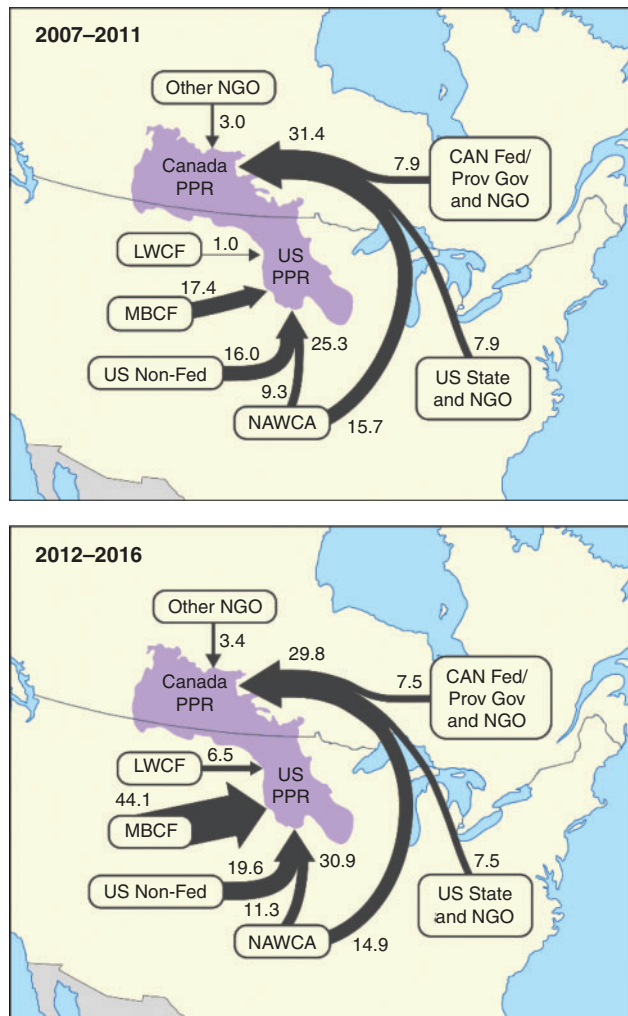 2007–2011
Other NGO
3.0
31.4
7.9
CAN Fed/
Prov Gov
and NGO
Canada
PPR
LWCF
1.0
US
PPR
17.4
MBCF
US Non-Fed
16.0
25.3
9.3
NAWCA
15.7
7.9
US State
and NGO
2012–2016
Other NGO
3.4
29.8
7.5
CAN Fed/
Prov Gov
and NGO
Canada
PPR
LWCF
6.5
US
PPR
44.1
MBCF
US Non-Fed
19.6
30.9
11.3
NAWCA
14.9
7.5
US State
and NGO